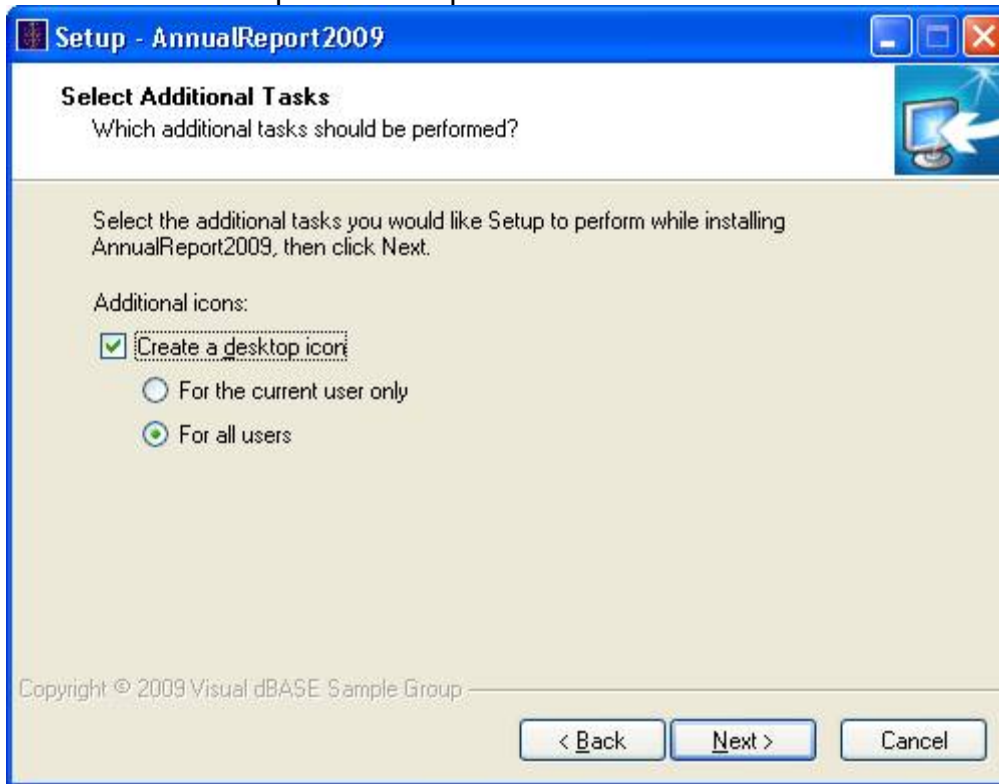 Setup - AnnualReport2009
Select Additional Tasks
Which additional tasks should be performed?
Select the additional tasks you would like Setup to perform while installing
AnnualReport2009, then click Next.
Additional icons:
Create a desktop icon
For the current user only
For all users
Copyright © 2009 Visual dBASE Sample Group
< Back Next > Cancel